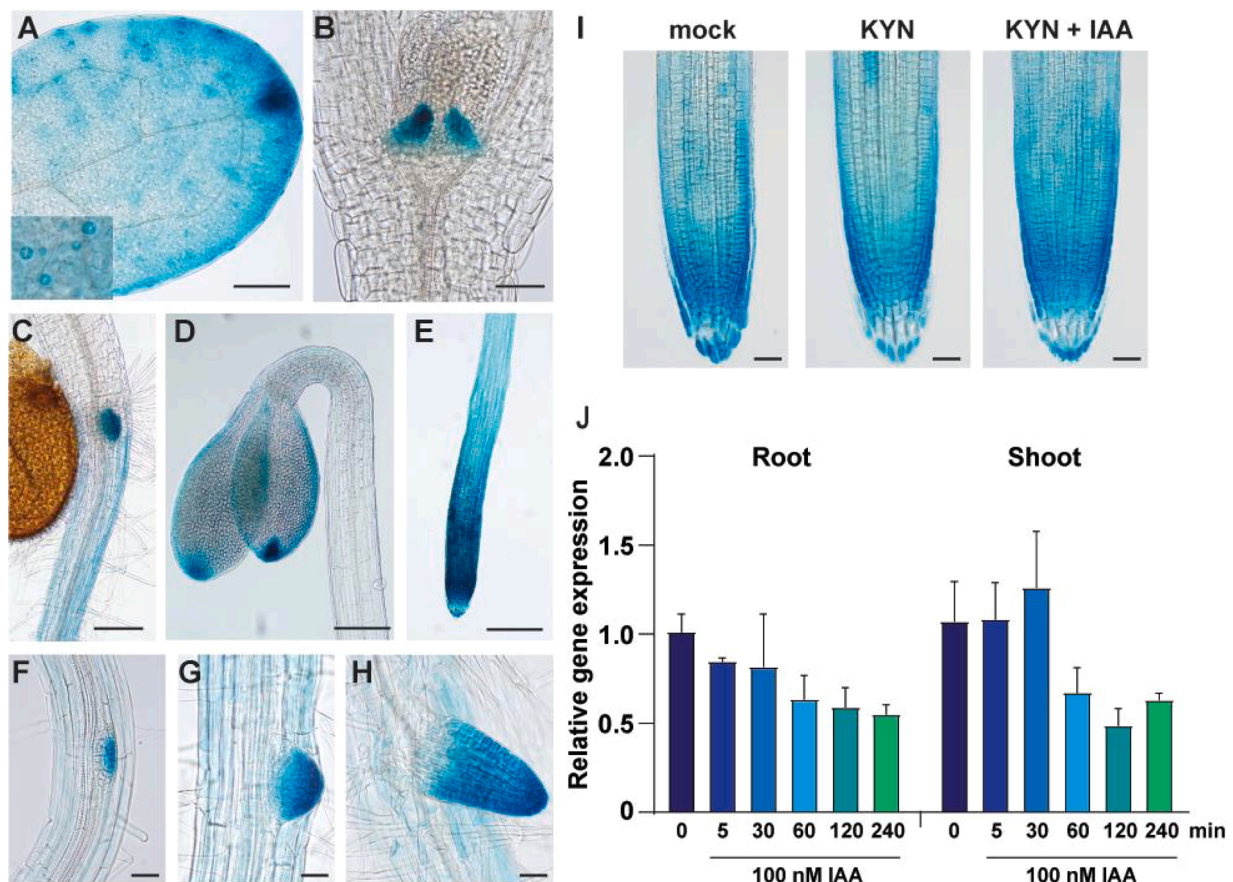 A
B
I
mock
KYN
KYN + IAA
C
D
E
J
Root
Shoot
Relative gene expression
2.0
1.5
1.0
0.5
0
F
G
H
0 5 30 60 120 240 0 5 30 60 120 240 min
100 nM IAA 100 nM IAA